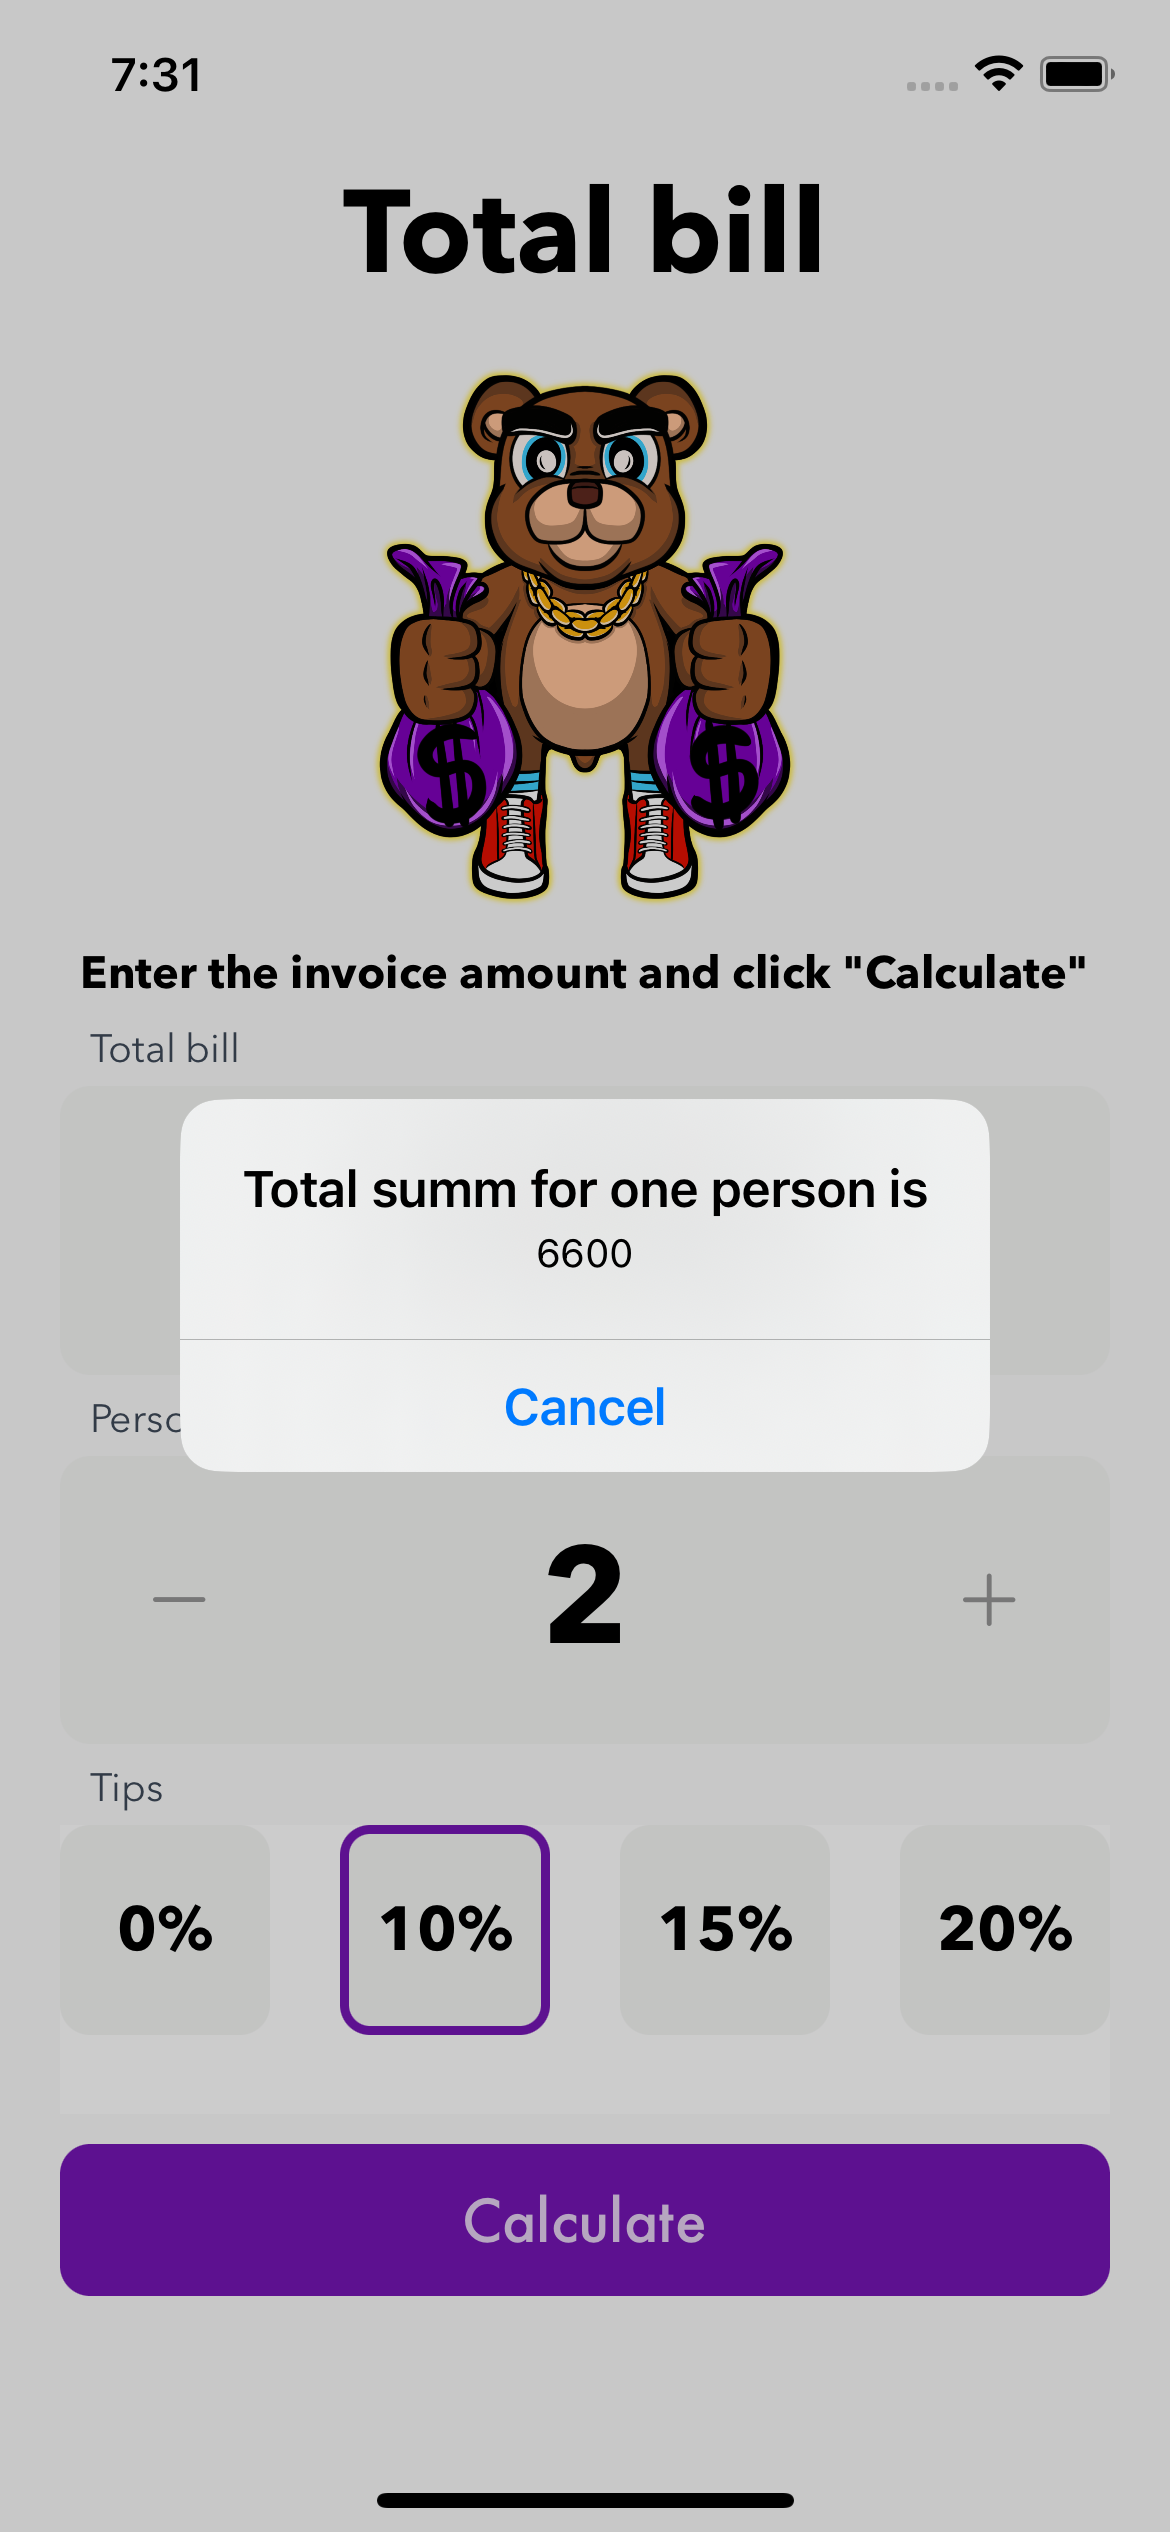 7:31
Total bill
$ $
Enter the invoice amount and click "Calculate"
Total bill
Total summ for one person is
6600
Cancel
Perso
2
Tips
0% 10% 15% 20%
Calculate